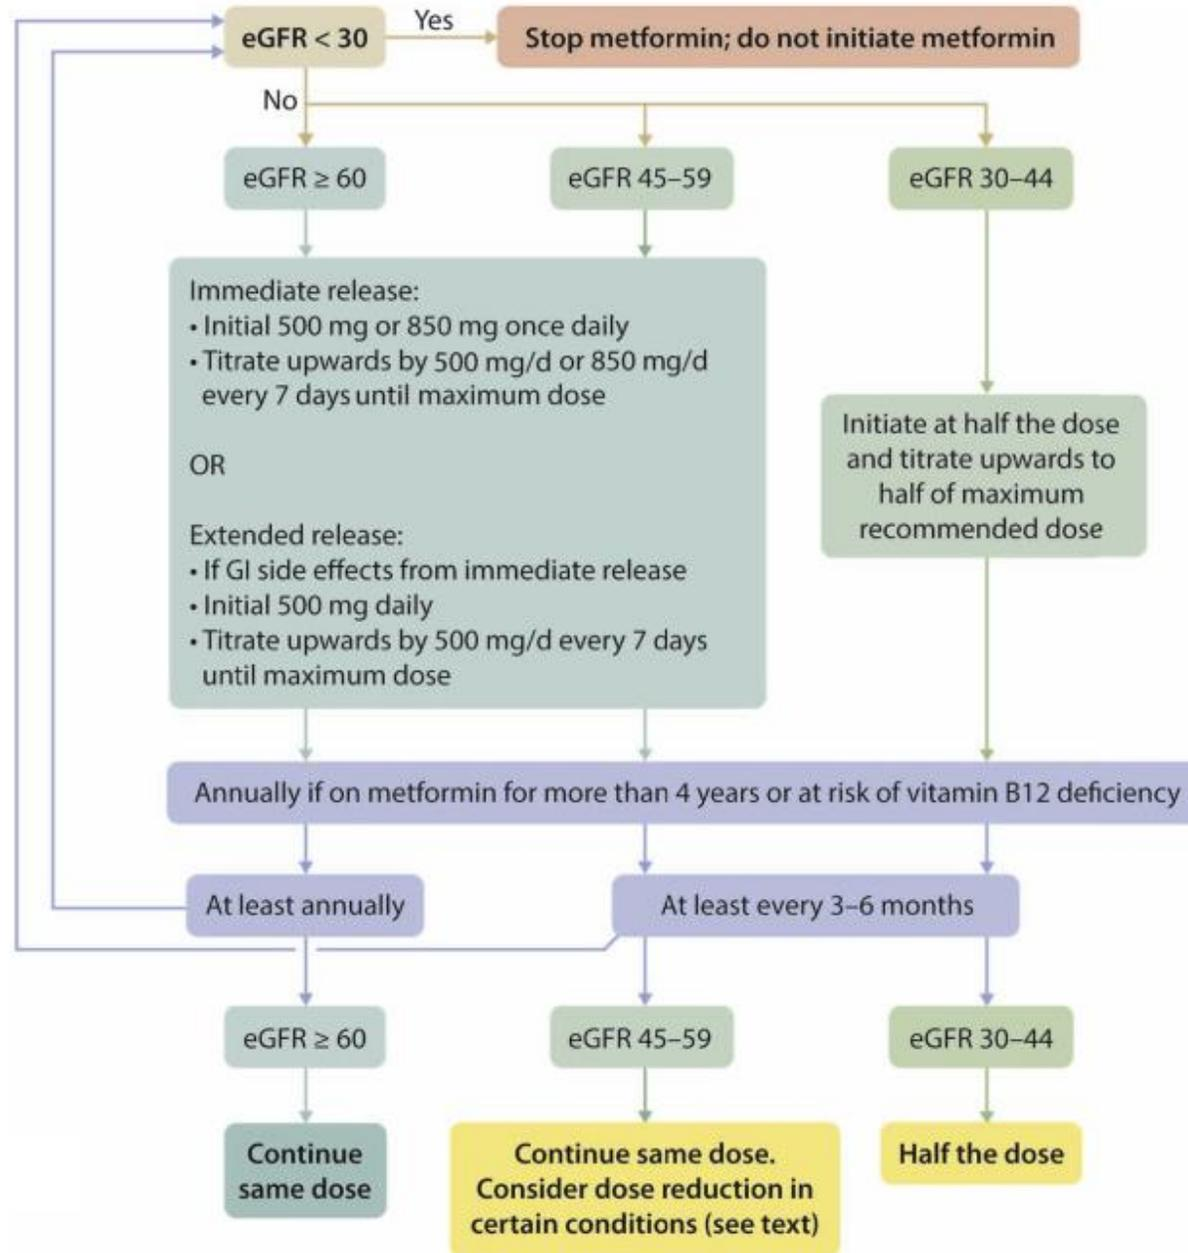 eGFR < 30
Yes
Stop metformin; do not initiate metformin
No
eGFR ≥ 60
eGFR 45–59
eGFR 30–44
Immediate release:
• Initial 500 mg or 850 mg once daily
• Titrate upwards by 500 mg/d or 850 mg/d
every 7 days until maximum dose
OR
Extended release:
• If GI side effects from immediate release
• Initial 500 mg daily
• Titrate upwards by 500 mg/d every 7 days
until maximum dose
Initiate at half the dose
and titrate upwards to
half of maximum
recommended dose
Annually if on metformin for more than 4 years or at risk of vitamin B12 deficiency
At least annually
At least every 3–6 months
eGFR ≥ 60
eGFR 45–59
eGFR 30–44
Continue
same dose
Continue same dose.
Consider dose reduction in
certain conditions (see text)
Half the dose